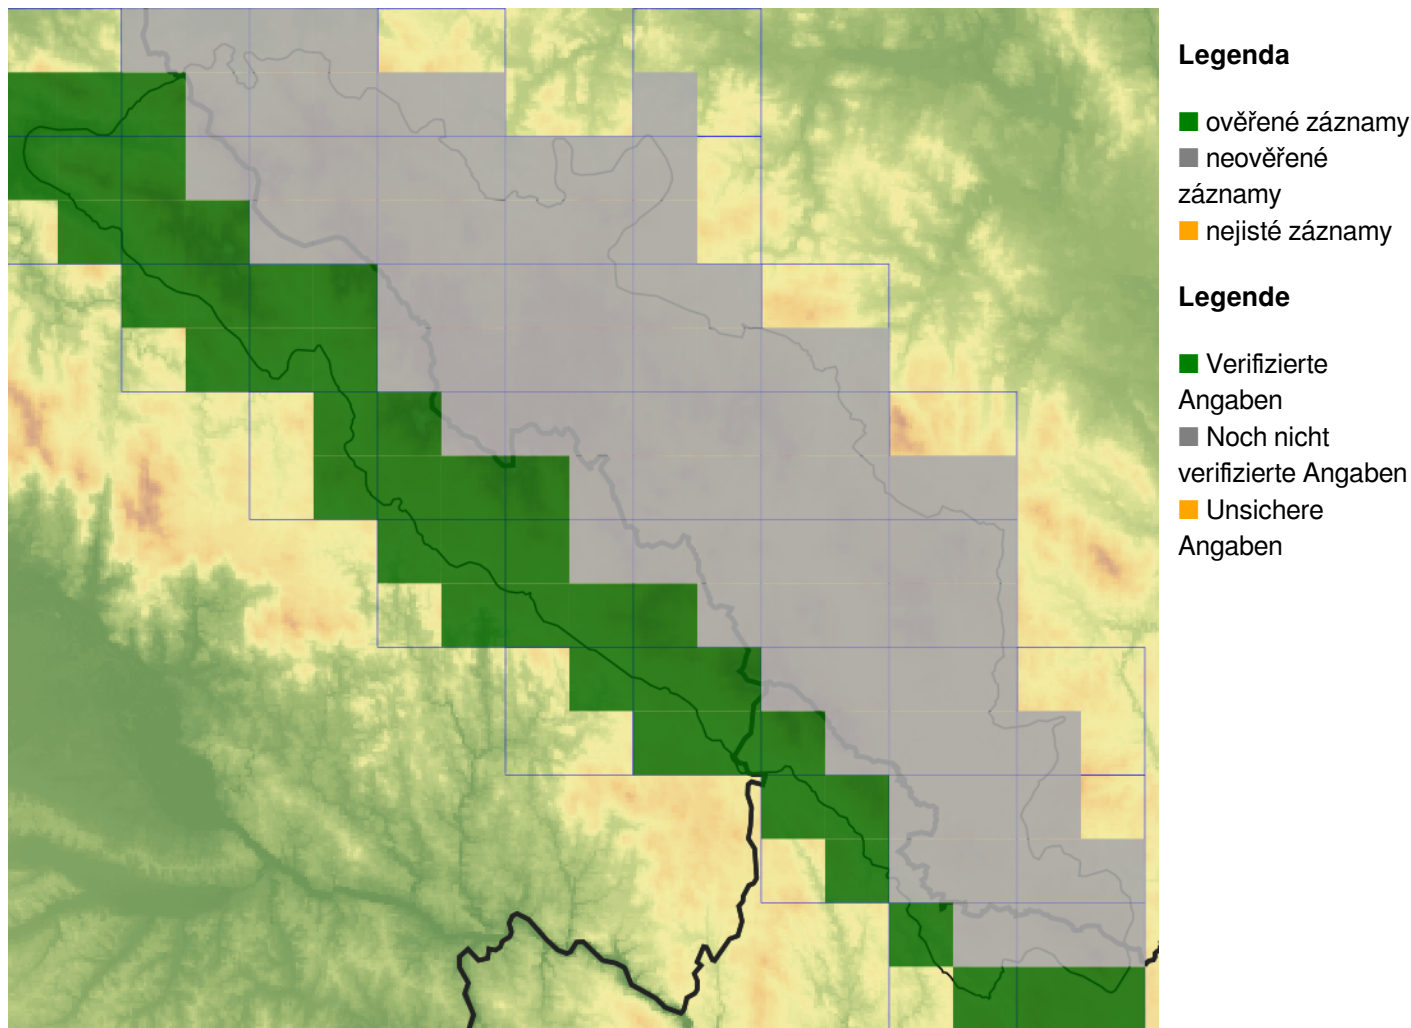 Legenda
ověřené záznamy
neověřené
záznamy
nejisté záznamy
Legende
Verifizierte
Angaben
Noch nicht
verifizierte Angaben
Unsichere
Angaben